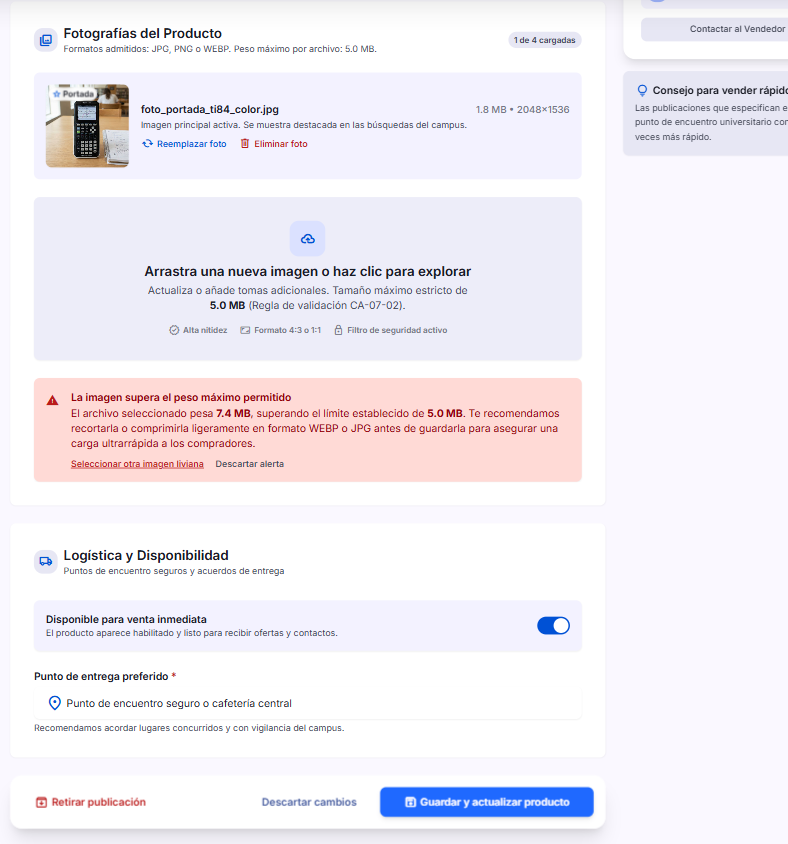 Fotografías del Producto
Formatos admitidos: JPG, PNG o WEBP. Peso máximo por archivo: 5.0 MB.
1 de 4 cargadas
Portada
foto_portada_ti84_color.jpg
1.8 MB • 2048×1536
Imagen principal activa. Se muestra destacada en las búsquedas del campus.
Reemplazar foto
Eliminar foto
Arrastra una nueva imagen o haz clic para explorar
Actualiza o añade tomas adicionales. Tamaño máximo estricto de
5.0 MB (Regla de validación CA-07-02).
Alta nitidez
Formato 4:3 o 1:1
Filtro de seguridad activo
La imagen supera el peso máximo permitido
El archivo seleccionado pesa 7.4 MB, superando el límite establecido de 5.0 MB. Te recomendamos
recortarla o comprimirla ligeramente en formato WEBP o JPG antes de guardarla para asegurar una
carga ultrarrápida a los compradores.
Seleccionar otra imagen liviana
Descartar alerta
Logística y Disponibilidad
Puntos de encuentro seguros y acuerdos de entrega
Disponible para venta inmediata
El producto aparece habilitado y listo para recibir ofertas y contactos.
Punto de entrega preferido *
Punto de encuentro seguro o cafetería central
Recomendamos acordar lugares concurridos y con vigilancia del campus.
Retirar publicación
Descartar cambios
Guardar y actualizar producto
Contactar al Vendedor
Consejo para vender rápido
Las publicaciones que especifican e
punto de encuentro universitario con
veces más rápido.